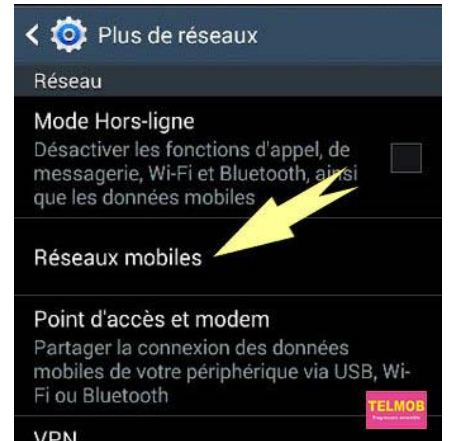 Plus de réseaux
Réseau
Mode Hors-ligne
Désactiver les fonctions d'appel, de
messagerie, Wi-Fi et Bluetooth, ainsi
que les données mobiles
Réseaux mobiles
Point d'accès et modem
Partager la connexion des données
mobiles de votre périphérique via USB, Wi-
Fi ou Bluetooth
TELMOB
VPN